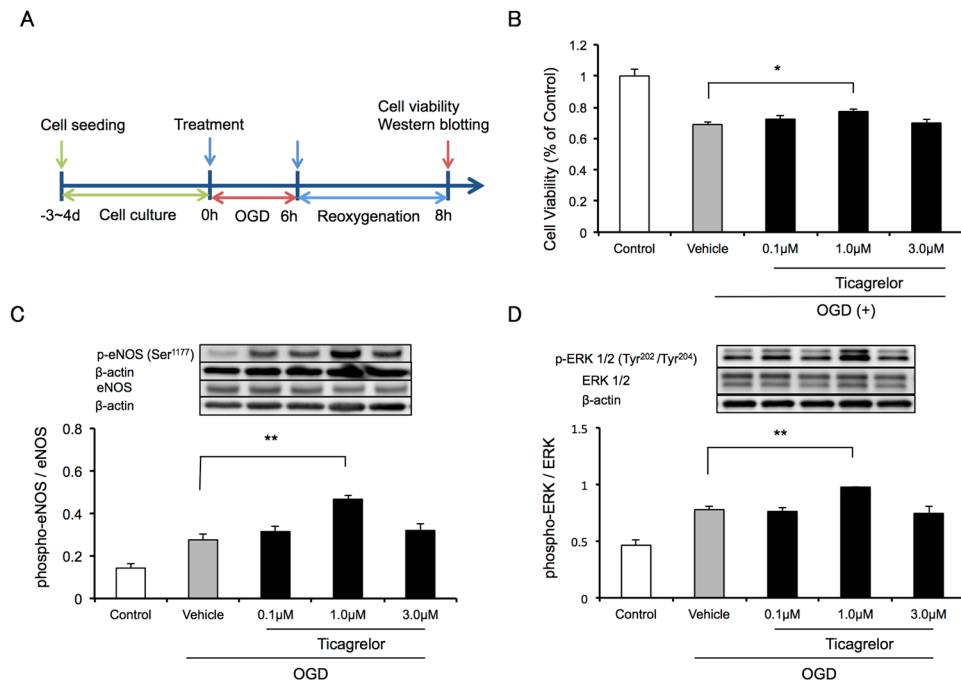 A
Cell seeding
Treatment
Cell viability
Western blotting
-3~4d
Cell culture
0h
OGD
6h
Reoxygenation
8h
B
Cell Viability (% of Control)
1.2
1
0.8
0.6
0.4
0.2
0
*
Control
Vehicle
0.1μM
1.0μM
3.0μM
Ticagrelor
OGD (+)
C
p-eNOS (Ser1177)
β-actin
eNOS
β-actin
phospho-eNOS / eNOS
0.8
0.6
0.4
0.2
0
**
Control
Vehicle
0.1μM
1.0μM
3.0μM
Ticagrelor
OGD
D
p-ERK 1/2 (Tyr202 /Tyr204)
ERK 1/2
β-actin
phospho-ERK / ERK
1.5
1
0.5
0
**
Control
Vehicle
0.1μM
1.0μM
3.0μM
Ticagrelor
OGD